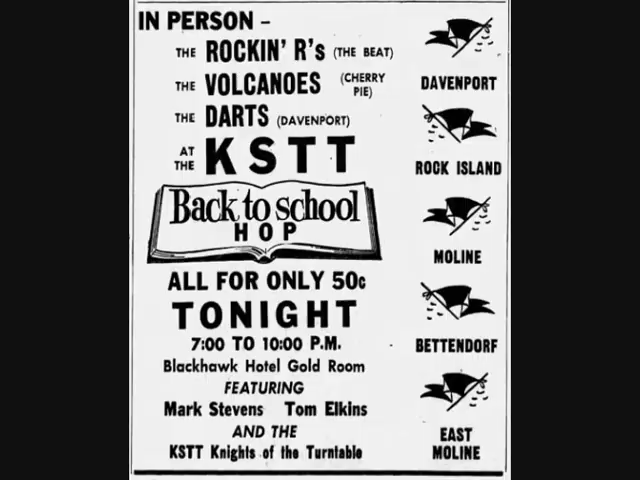 IN PERSON –
THE ROCKIN' R's (THE BEAT)
THE VOLCANOES (CHERRY PIE)
THE DARTS (DAVENPORT)
AT THE KSTT
Back to school
HOP
ALL FOR ONLY 50c
TONIGHT
7:00 TO 10:00 P.M.
Blackhawk Hotel Gold Room
FEATURING
Mark Stevens Tom Elkins
AND THE
KSTT Knights of the Turntable
DAVENPORT
ROCK ISLAND
MOLINE
BETTENDORF
EAST
MOLINE